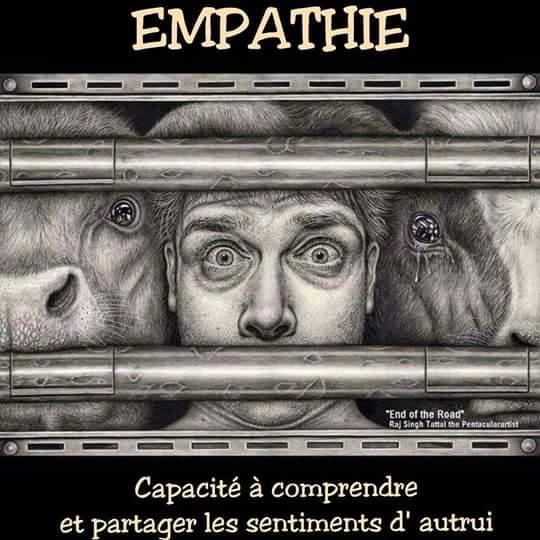 EMPATHIE
"End of the Road"
Raj Singh Tattal the Pentacularartist
Capacité à comprendre
et partager les sentiments d' autrui